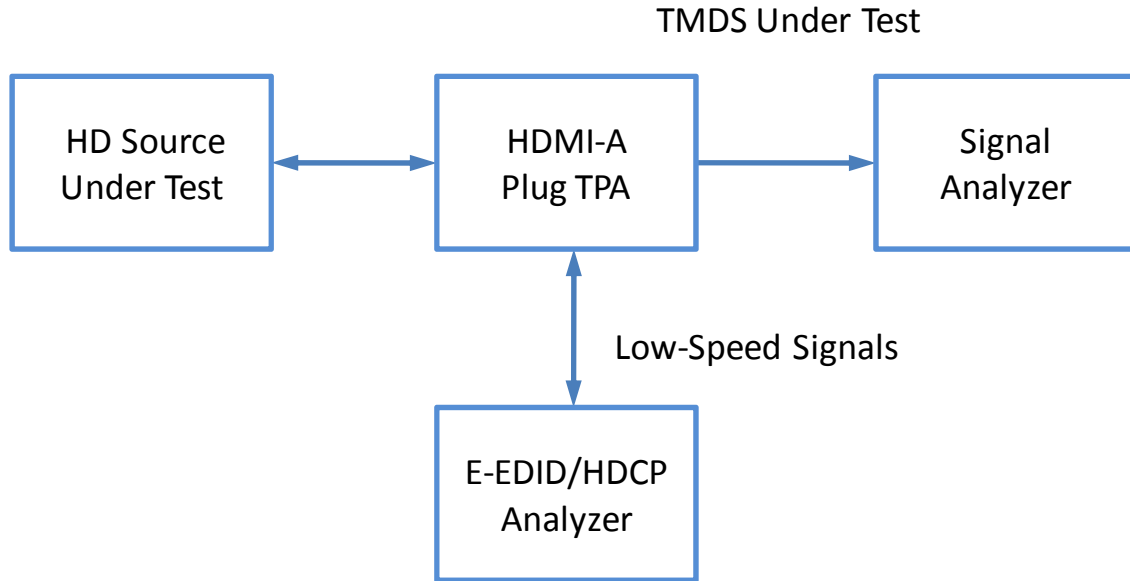 TMDS Under Test
HD Source
Under Test
HDMI-A
Plug TPA
Signal
Analyzer
Low-Speed Signals
E-EDID/HDCP
Analyzer